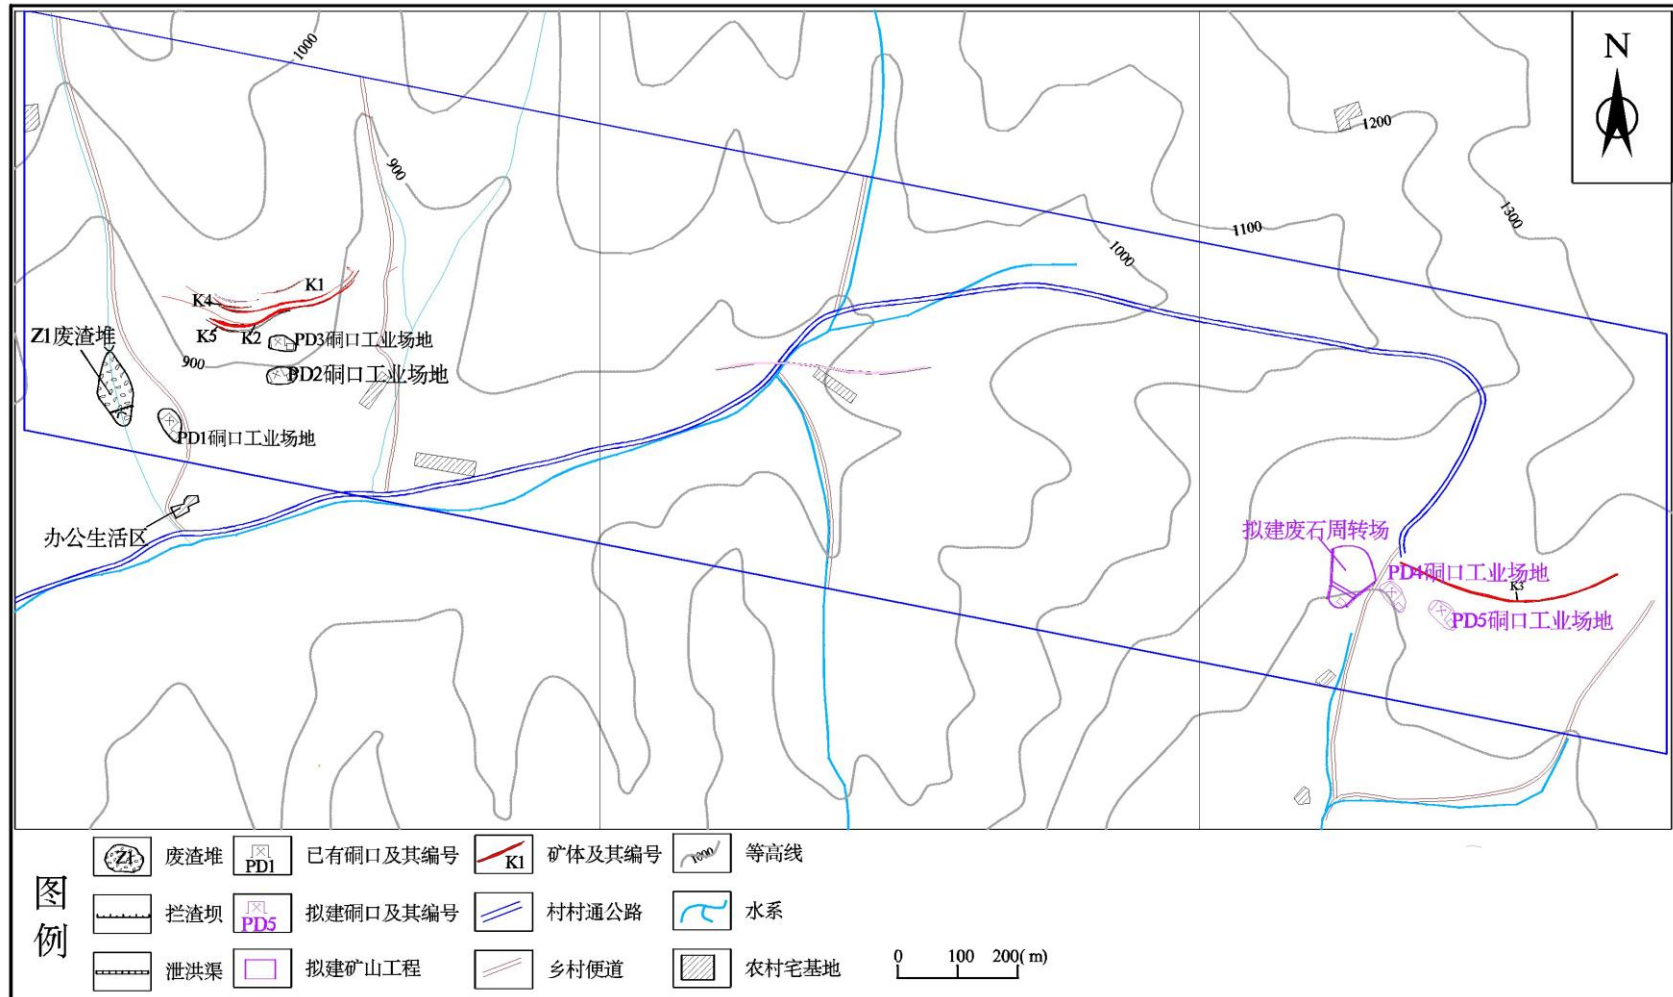 N
1000
1200
900
1300
1100
1000
K1
K4
K5
K2
Z1废渣堆
PD3硐口工业场地
900
PD2硐口工业场地
PD1硐口工业场地
办公生活区
拟建废石周转场
PD4硐口工业场地
K3
PD5硐口工业场地
图例
Z1 废渣堆
PD1 已有硐口及其编号
K1 矿体及其编号
1000 等高线
拦渣坝
PD5 拟建硐口及其编号
村村通公路
水系
泄洪渠
拟建矿山工程
乡村便道
农村宅基地
0 100 200( m)